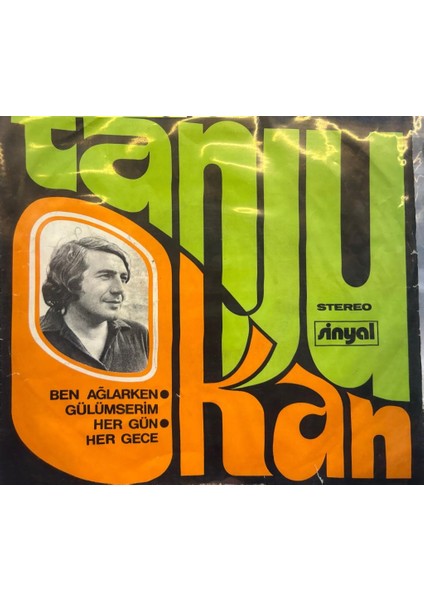 tanju
Okan
STEREO
sinyal
BEN AĞLARKEN●
GÜLÜMSERİM
HER GÜN●
HER GECE